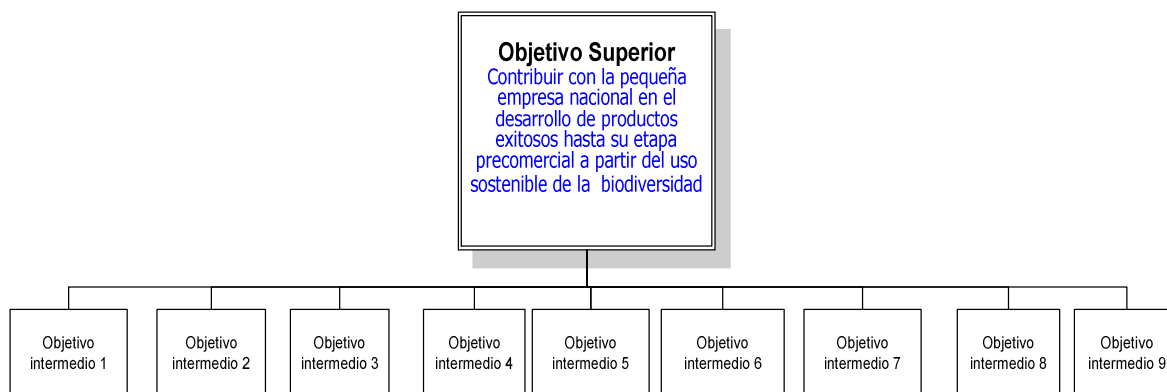 Objetivo Superior
Contribuir con la pequeña
empresa nacional en el
desarrollo de productos
exitosos hasta su etapa
precomercial a partir del uso
sostenible de la biodiversidad
Objetivo
intermedio 1
Objetivo
intermedio 2
Objetivo
intermedio 3
Objetivo
intermedio 4
Objetivo
intermedio 5
Objetivo
intermedio 6
Objetivo
intermedio 7
Objetivo
intermedio 8
Objetivo
intermedio 9